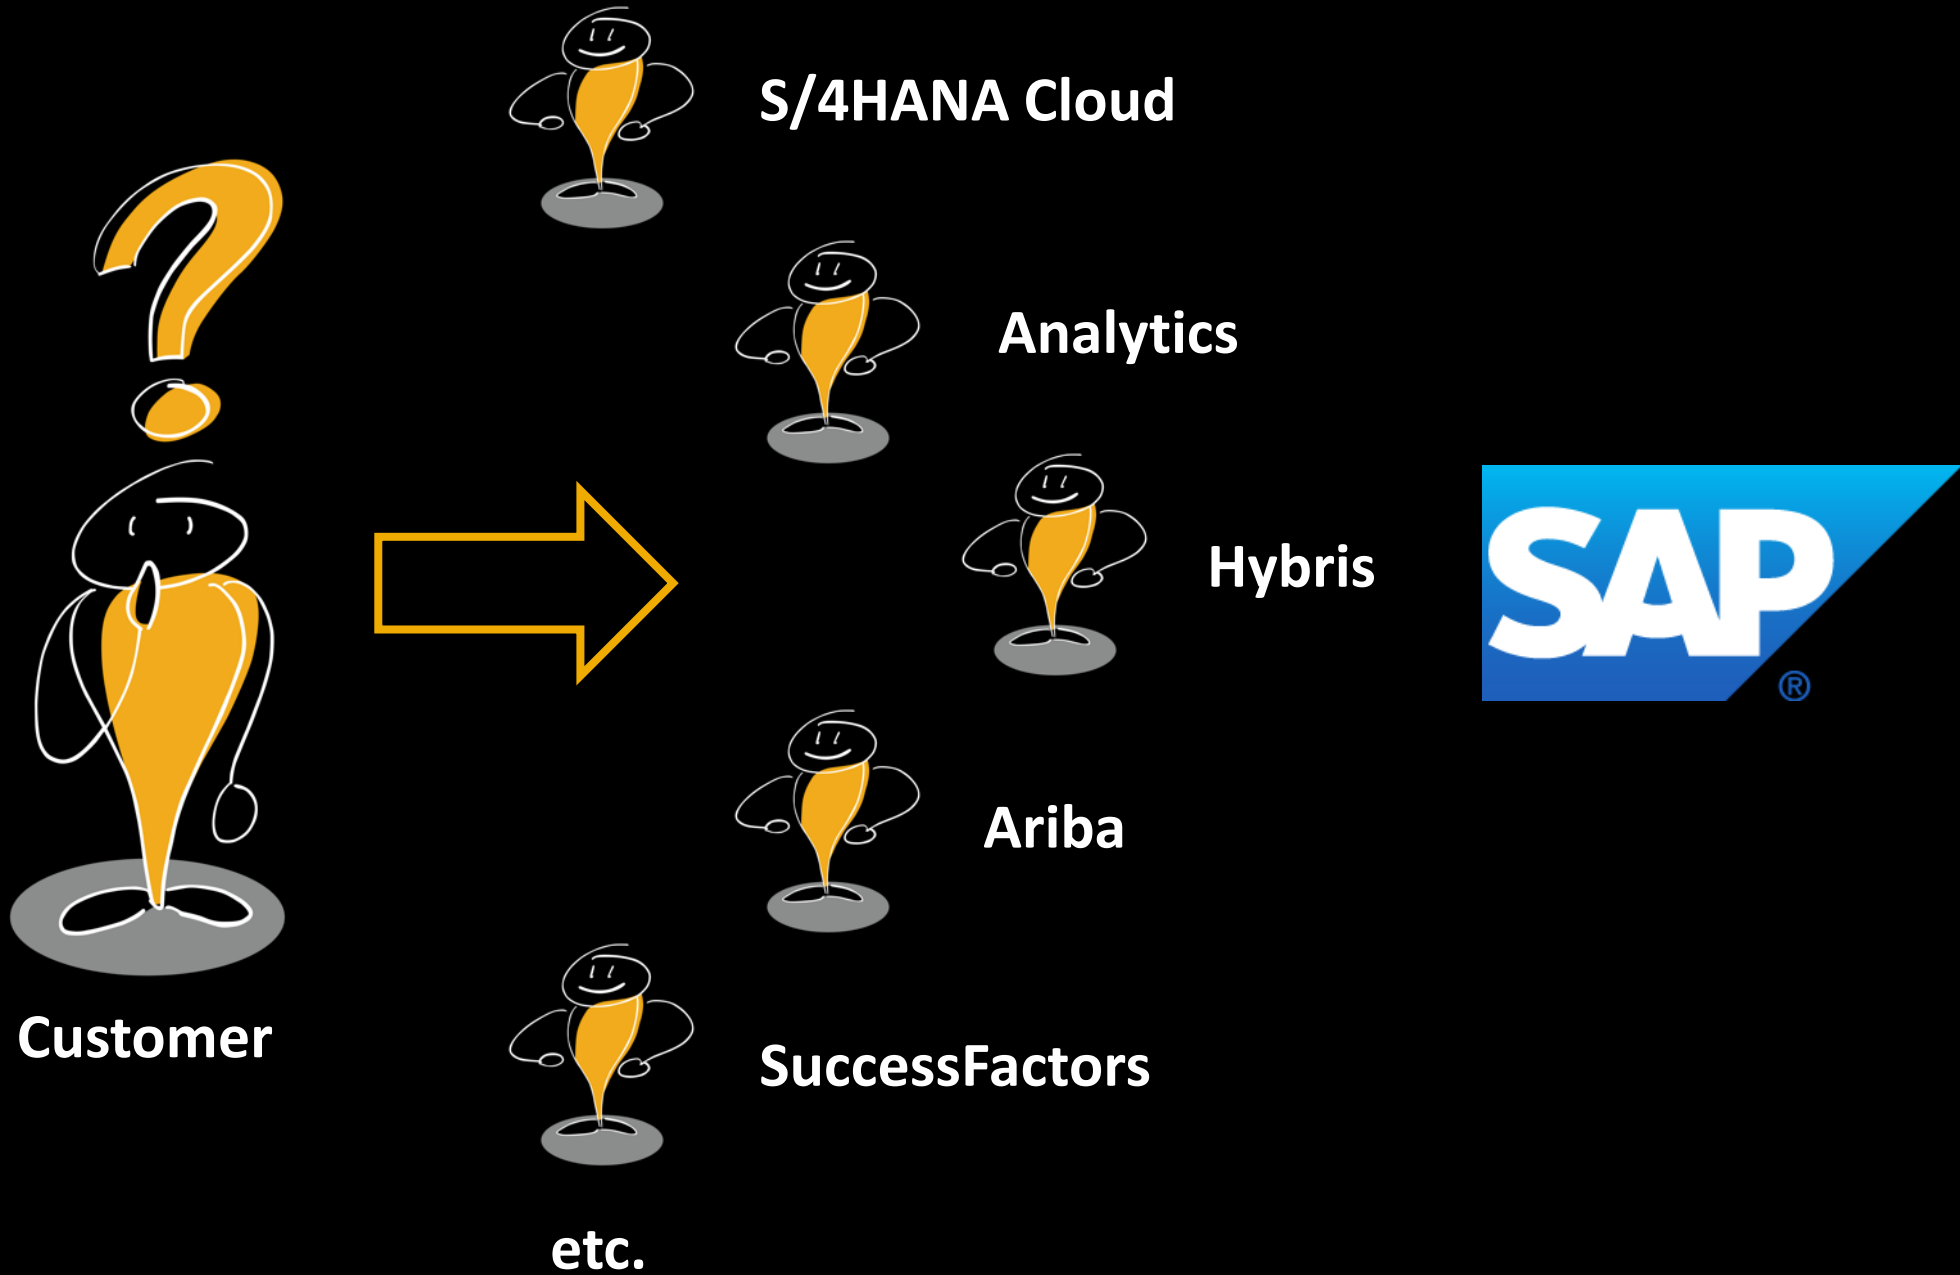 S/4HANA Cloud
Analytics
Hybris
SAP
®
Ariba
Customer
SuccessFactors
etc.